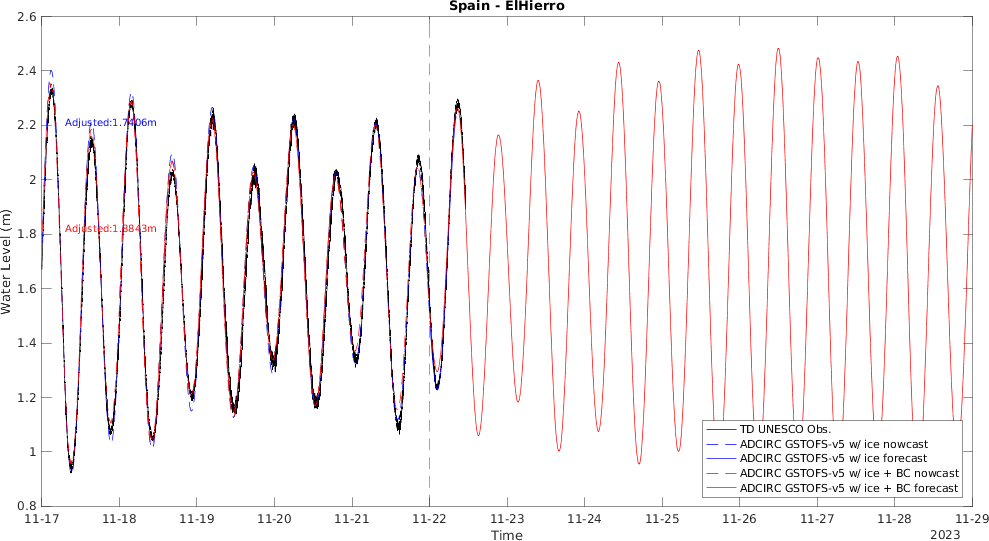 Spain - ElHierro
2.6
2.4
2.2
2
1.8
1.6
1.4
1.2
1
0.8
Water Level (m)
Adjusted:1.7406m
Adjusted:1.8843m
TD UNESCO Obs.
ADCIRC GSTOFS-v5 w/ ice nowcast
ADCIRC GSTOFS-v5 w/ ice forecast
ADCIRC GSTOFS-v5 w/ ice + BC nowcast
ADCIRC GSTOFS-v5 w/ ice + BC forecast
11-17 11-18 11-19 11-20 11-21 11-22 11-23 11-24 11-25 11-26 11-27 11-28 11-29
Time
2023